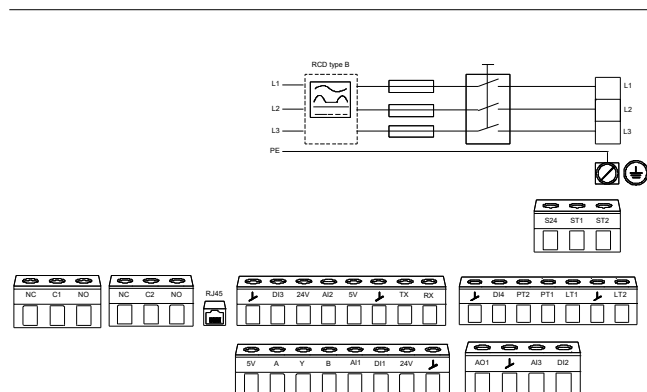 RCD type B
L1 L1
L2 L2
L3 L3
PE
S24 ST1 ST2
NC C1 NO
NC C2 NO
RJ45
DI3 24V AI2 5V TX RX
DI4 PT2 PT1 LT1 LT2
5V A Y B AI1 DI1 24V
AO1 AI3 DI2